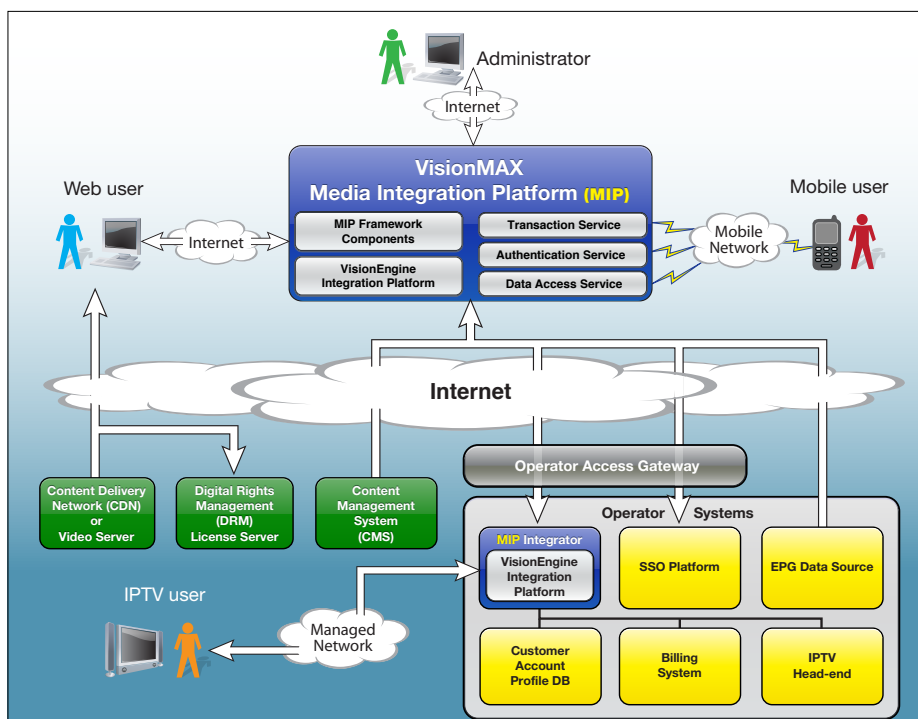 Administrator
Internet
VisionMAX
Media Integration Platform (MIP)
Web user
Mobile user
Internet
MIP Framework
Components
VisionEngine
Integration Platform
Transaction Service
Authentication Service
Data Access Service
Mobile
Network
Internet
Operator Access Gateway
Content Delivery
Network (CDN)
or
Video Server
Digital Rights
Management
(DRM)
License Server
Content
Management
System
(CMS)
Operator Systems
MIP Integrator
VisionEngine
Integration
Platform
SSO Platform
EPG Data Source
IPTV user
Managed
Network
Customer
Account
Profile DB
Billing
System
IPTV
Head-end